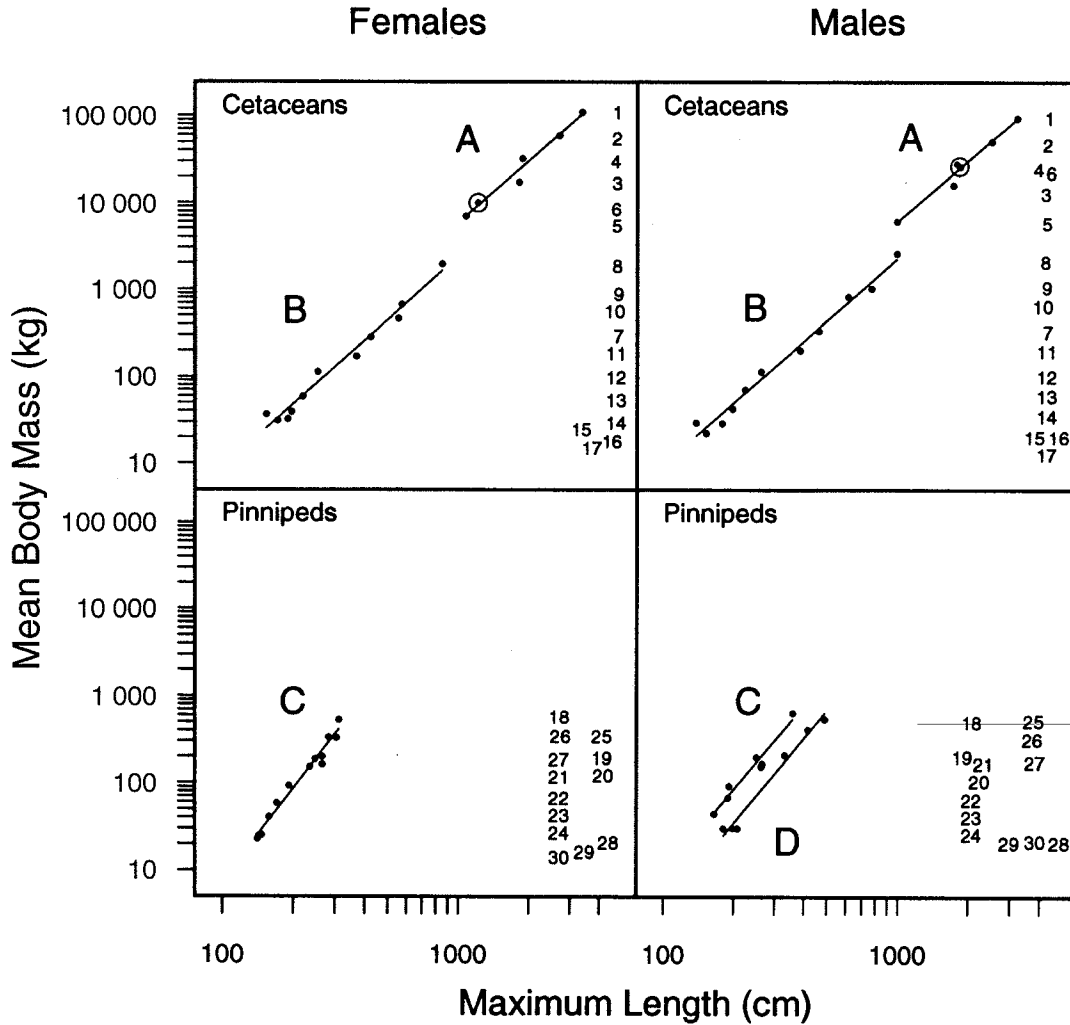 Females Males
Cetaceans
A
B
1
2
4
3
6
5
8
9
10
7
11
12
13
15 14
17 16
Cetaceans
A
B
1
2
4 6
3
5
8
9
10
7
11
12
13
14
15 16
17
Pinnipeds
C
18
26 25
27 19
21 20
22
23
24
30 29 28
Pinnipeds
C
D
18 25
26
19 21 27
20
22
23
24 29 30 28
100 000
10 000
1 000
100
10
100 000
10 000
1 000
100
10
Mean Body Mass (kg)
100 1000 100 1000
Maximum Length (cm)